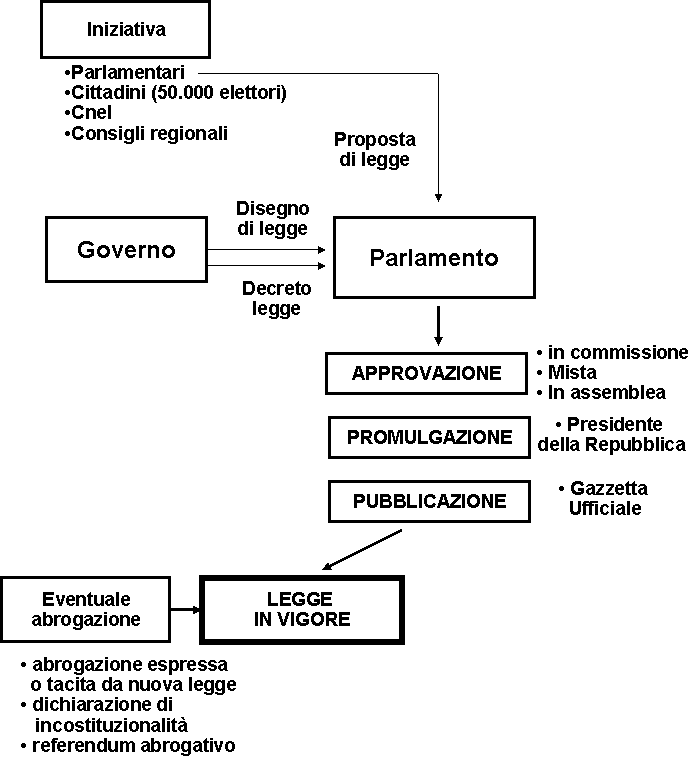 Iniziativa
•Parlamentari
•Cittadini (50.000 elettori)
•Cnel
•Consigli regionali
Proposta
di legge
Governo
Disegno
di legge
Decreto
legge
Parlamento
APPROVAZIONE
• in commissione
• Mista
• In assemblea
PROMULGAZIONE
• Presidente
della Repubblica
PUBBLICAZIONE
• Gazzetta
Ufficiale
Eventuale
abrogazione
LEGGE
IN VIGORE
• abrogazione espressa
o tacita da nuova legge
• dichiarazione di
incostituzionalità
• referendum abrogativo